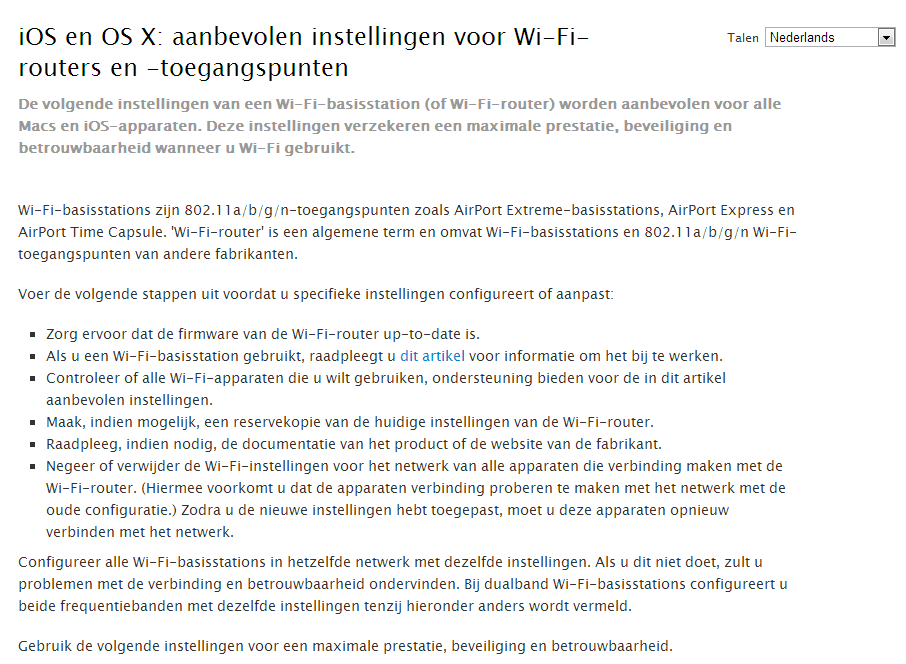 iOS en OS X: aanbevolen instellingen voor Wi-Fi-
routers en -toegangspunten
Talen Nederlands
De volgende instellingen van een Wi-Fi-basisstation (of Wi-Fi-router) worden aanbevolen voor alle
Macs en iOS-apparaten. Deze instellingen verzekeren een maximale prestatie, beveiliging en
betrouwbaarheid wanneer u Wi-Fi gebruikt.
Wi-Fi-basisstations zijn 802.11a/b/g/n-toegangspunten zoals AirPort Extreme-basisstations, AirPort Express en
AirPort Time Capsule. 'Wi-Fi-router' is een algemene term en omvat Wi-Fi-basisstations en 802.11a/b/g/n Wi-Fi-
toegangspunten van andere fabrikanten.
Voer de volgende stappen uit voordat u specifieke instellingen configureert of aanpast:
▪ Zorg ervoor dat de firmware van de Wi-Fi-router up-to-date is.
▪ Als u een Wi-Fi-basisstation gebruikt, raadpleegt u dit artikel voor informatie om het bij te werken.
▪ Controleer of alle Wi-Fi-apparaten die u wilt gebruiken, ondersteuning bieden voor de in dit artikel
aanbevolen instellingen.
▪ Maak, indien mogelijk, een reservekopie van de huidige instellingen van de Wi-Fi-router.
▪ Raadpleeg, indien nodig, de documentatie van het product of de website van de fabrikant.
▪ Negeer of verwijder de Wi-Fi-instellingen voor het netwerk van alle apparaten die verbinding maken met de
Wi-Fi-router. (Hiermee voorkomt u dat de apparaten verbinding proberen te maken met het netwerk met de
oude configuratie.) Zodra u de nieuwe instellingen hebt toegepast, moet u deze apparaten opnieuw
verbinden met het netwerk.
Configureer alle Wi-Fi-basisstations in hetzelfde netwerk met dezelfde instellingen. Als u dit niet doet, zult u
problemen met de verbinding en betrouwbaarheid ondervinden. Bij dualband Wi-Fi-basisstations configureert u
beide frequentiebanden met dezelfde instellingen tenzij hieronder anders wordt vermeld.
Gebruik de volgende instellingen voor een maximale prestatie, beveiliging en betrouwbaarheid.